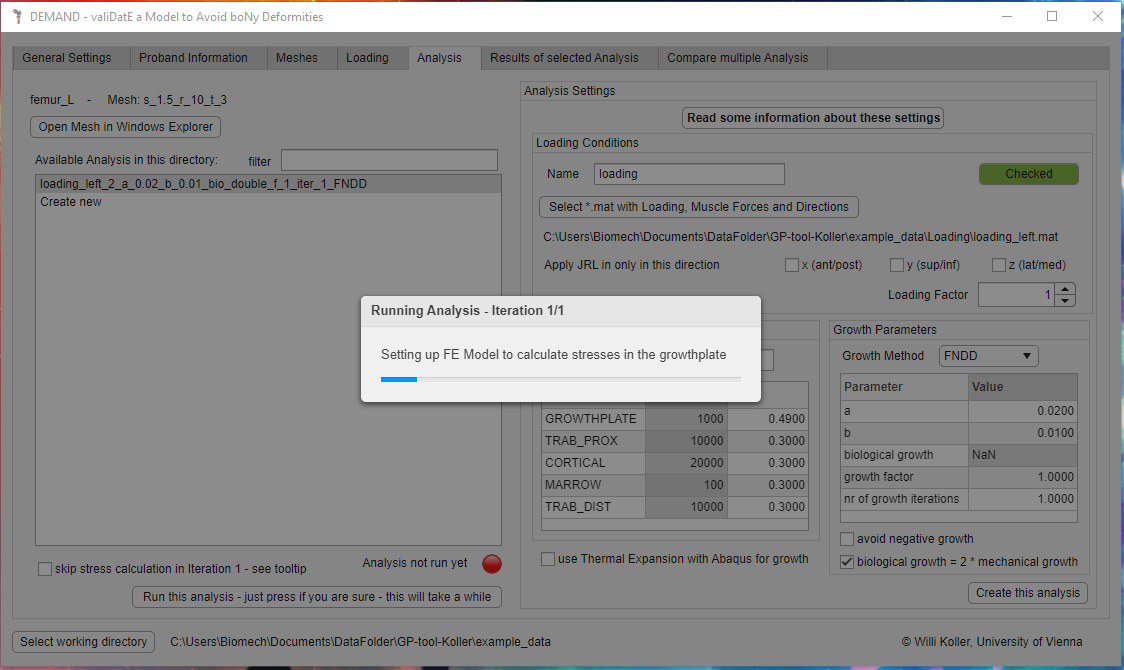 DEMAND - valiDatE a Model to Avoid boNy Deformities
General Settings
Proband Information
Meshes
Loading
Analysis
Results of selected Analysis
Compare multiple Analysis
femur_L - Mesh: s_1.5_r_10_t_3
Open Mesh in Windows Explorer
Available Analysis in this directory: filter
loading_left_2_a_0.02_b_0.01_bio_double_f_1_iter_1_FNDD
Create new
skip stress calculation in Iteration 1 - see tooltip
Analysis not run yet
Run this analysis - just press if you are sure - this will take a while
Analysis Settings
Read some information about these settings
Loading Conditions
Name loading Checked
Select *.mat with Loading, Muscle Forces and Directions
C:\Users\Biomech\Documents\DataFolder\GP-tool-Koller\example_data\Loading\loading_left.mat
Apply JRL in only in this direction x (ant/post) y (sup/inf) z (lat/med)
Loading Factor 1
Running Analysis - Iteration 1/1
Setting up FE Model to calculate stresses in the growthplate
GROWTHPLATE 1000 0.4900
TRAB_PROX 10000 0.3000
CORTICAL 20000 0.3000
MARROW 100 0.3000
TRAB_DIST 10000 0.3000
use Thermal Expansion with Abaqus for growth
Growth Parameters
Growth Method FNDD
Parameter Value
a 0.0200
b 0.0100
biological growth NaN
growth factor 1.0000
nr of growth iterations 1.0000
avoid negative growth
biological growth = 2 * mechanical growth
Create this analysis
Select working directory C:\Users\Biomech\Documents\DataFolder\GP-tool-Koller\example_data
© Willi Koller, University of Vienna